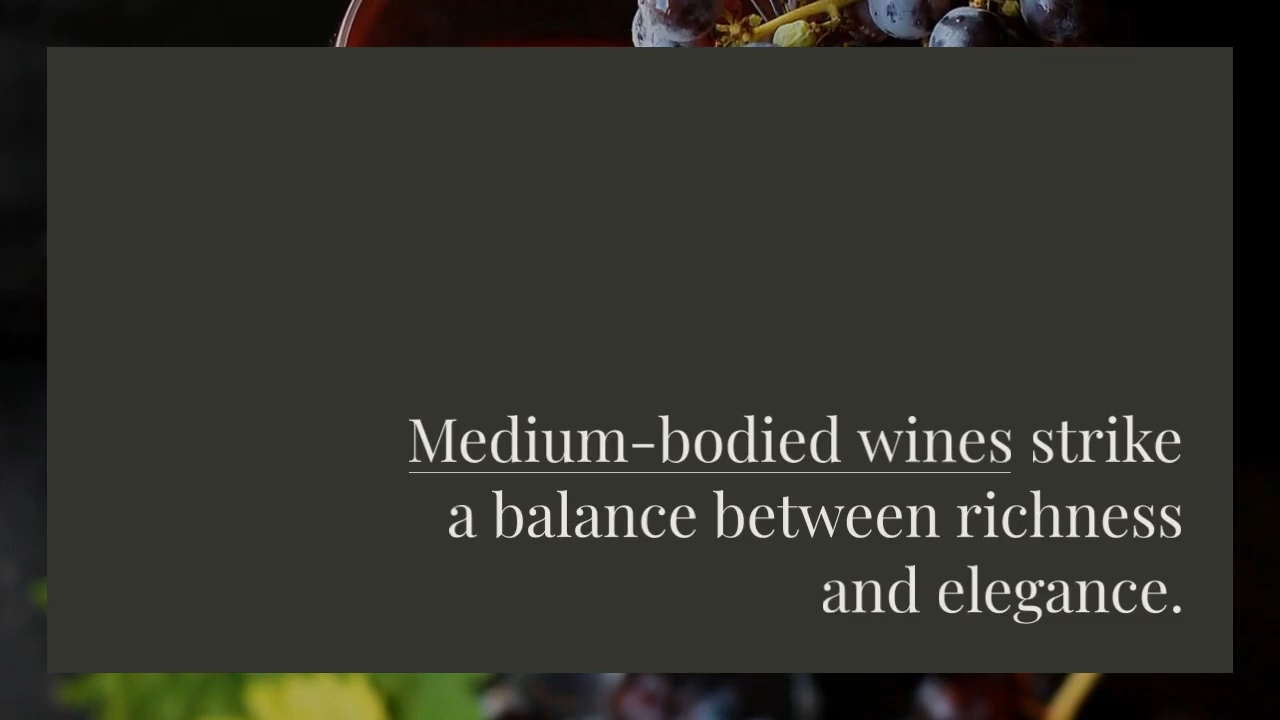 Medium-bodied wines strike
a balance between richness
and elegance.